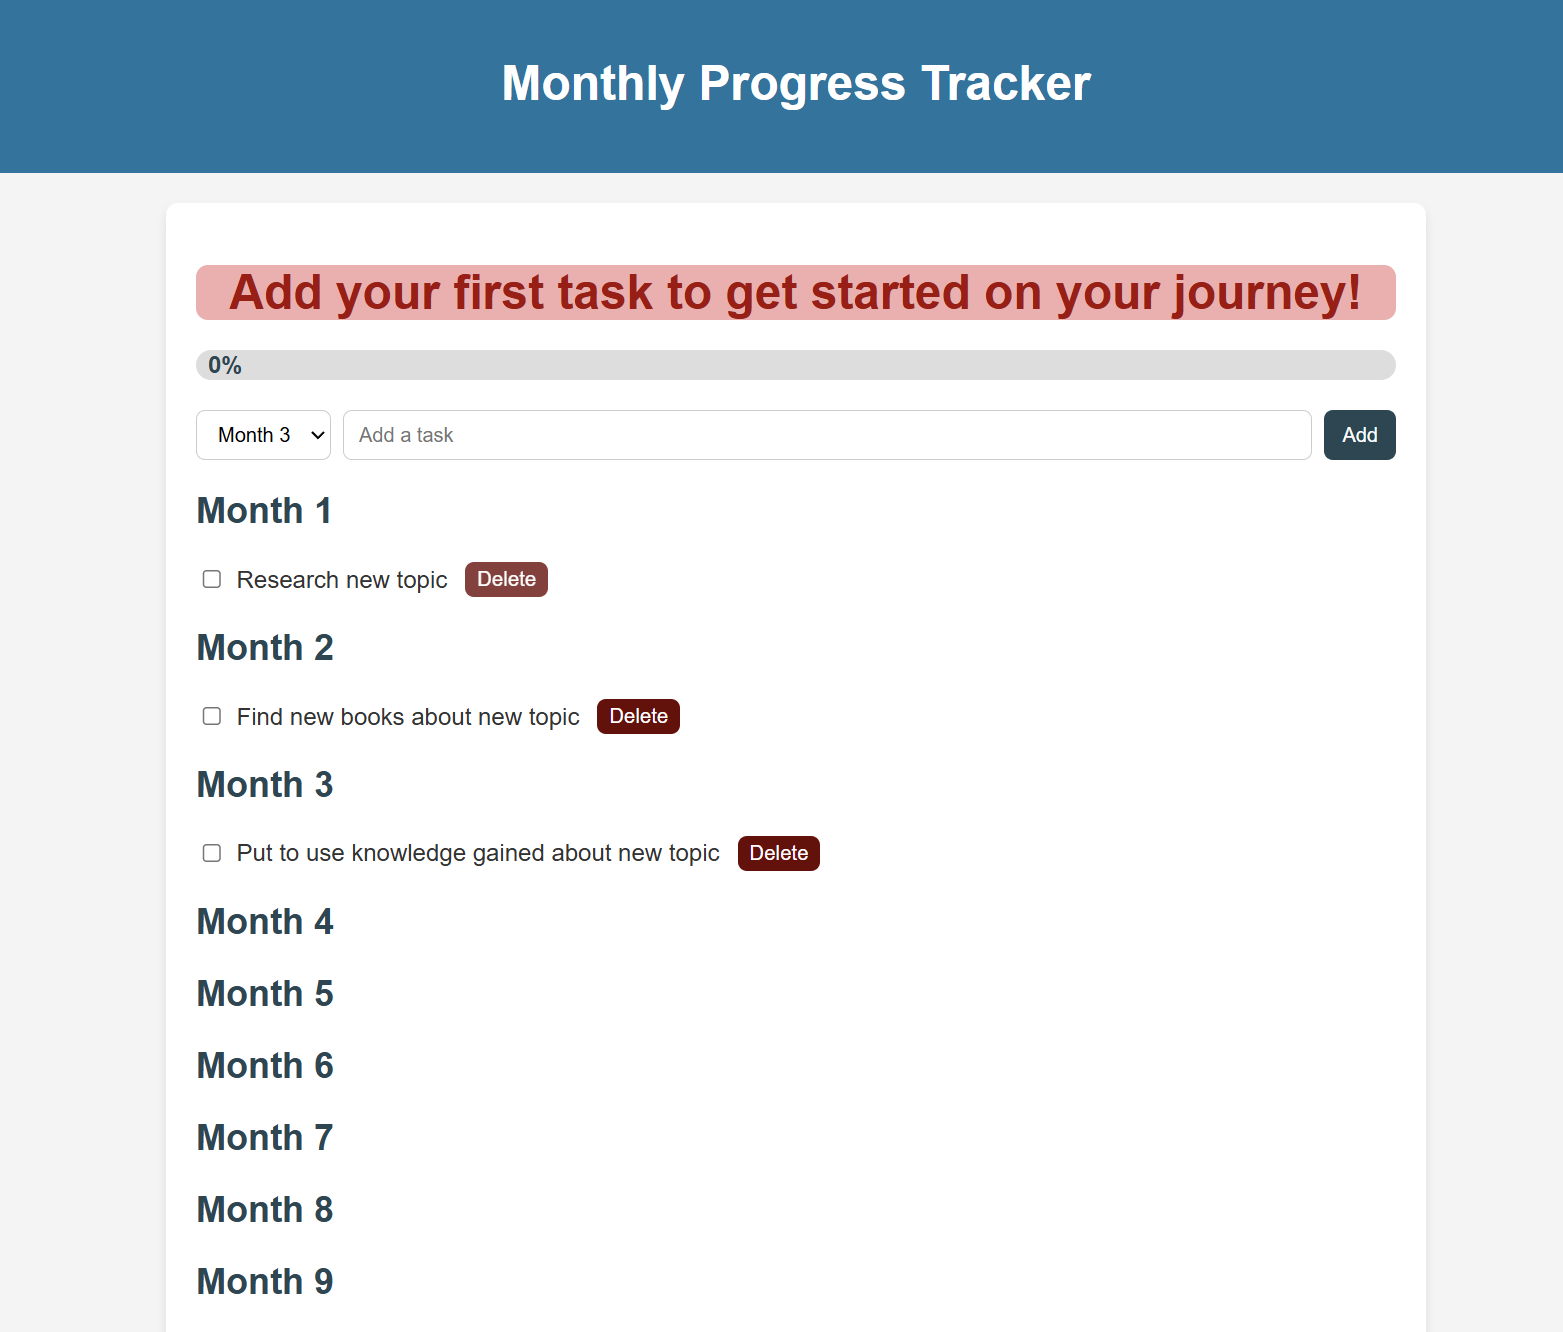 Monthly Progress Tracker
Add your first task to get started on your journey!
0%
Month 3 Add a task Add
Month 1
Research new topic Delete
Month 2
Find new books about new topic Delete
Month 3
Put to use knowledge gained about new topic Delete
Month 4
Month 5
Month 6
Month 7
Month 8
Month 9